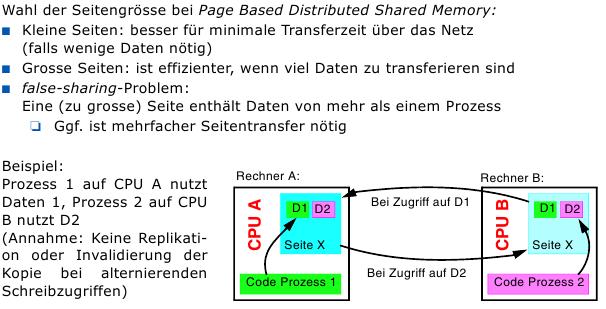 Wahl der Seitengrösse bei Page Based Distributed Shared Memory:
Kleine Seiten: besser für minimale Transferzeit über das Netz
(falls wenige Daten nötig)
Grosse Seiten: ist effizienter, wenn viel Daten zu transferieren sind
false-sharing-Problem:
Eine (zu grosse) Seite enthält Daten von mehr als einem Prozess
Ggf. ist mehrfacher Seitentransfer nötig
Beispiel:
Prozess 1 auf CPU A nutzt
Daten 1, Prozess 2 auf CPU
B nutzt D2
(Annahme: Keine Replikati-
on oder Invalidierung der
Kopie bei alternierenden
Schreibzugriffen)
Rechner A:
CPU A
D1 D2
Seite X
Code Prozess 1
Bei Zugriff auf D1
Bei Zugriff auf D2
Rechner B:
CPU B
D1 D2
Seite X
Code Prozess 2